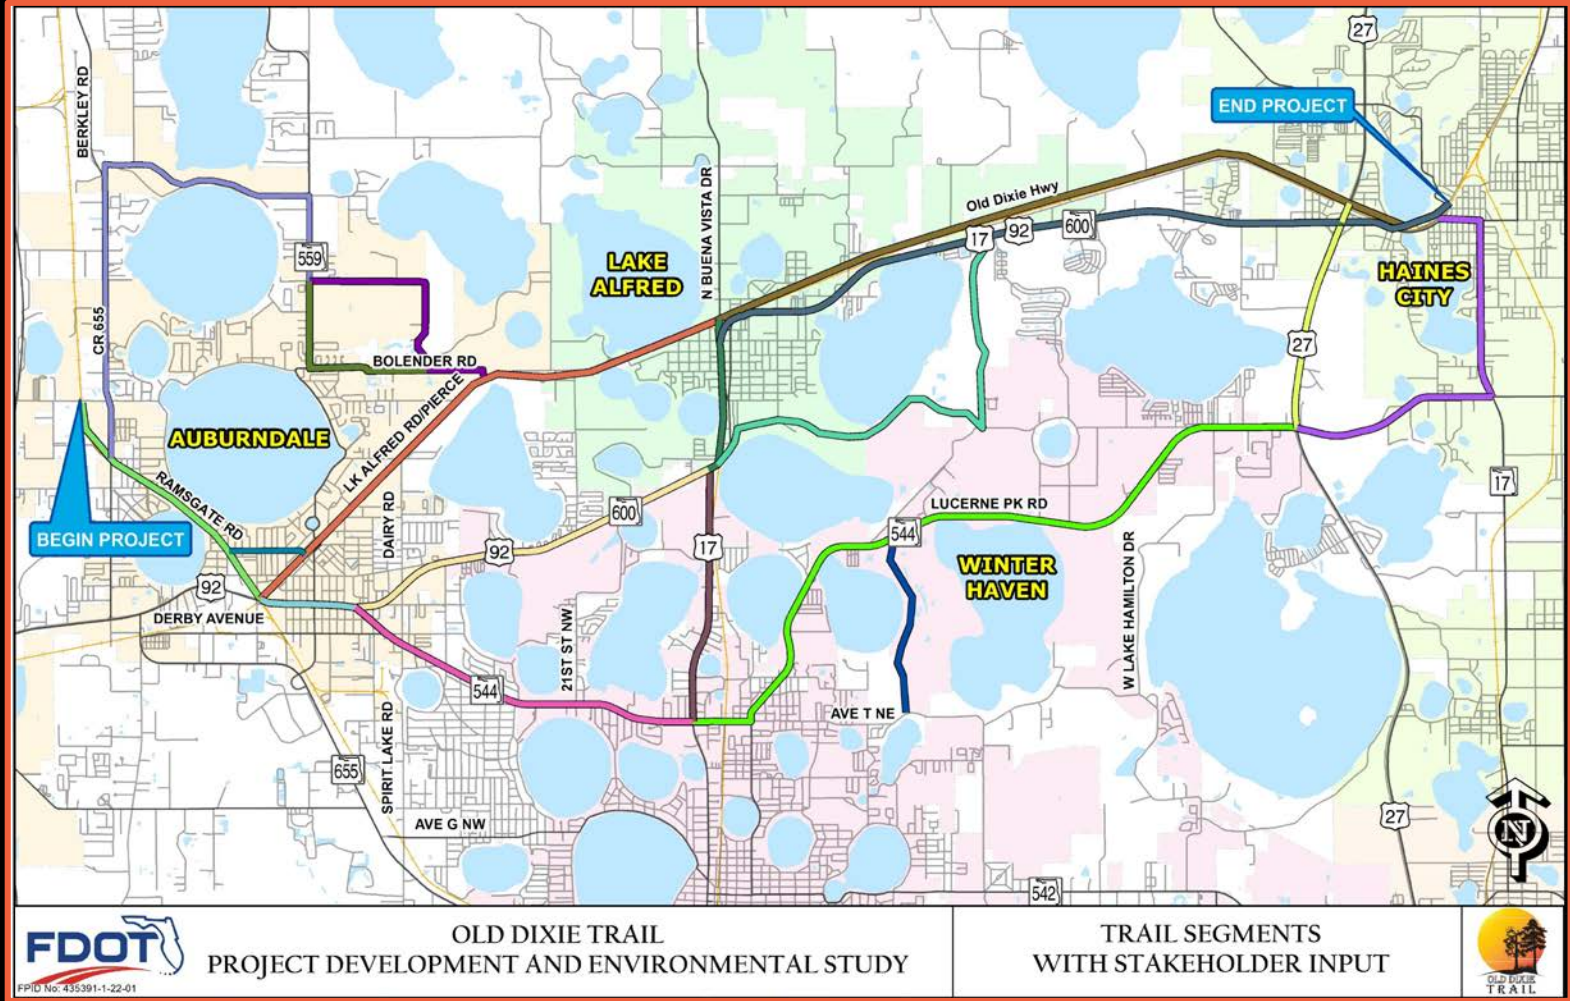 27
BERKLEY RD
END PROJECT
N BUENA VISTA DR
Old Dixie Hwy
17
92
600
559
LAKE
ALFRED
HAINES
CITY
CR 655
27
BOLENDER RD
LK ALFRED RD/PIERCE
AUBURNDALE
RAMSGATE RD
17
LUCERNE PK RD
600
DAIRY RD
544
BEGIN PROJECT
92
17
WINTER
HAVEN
W LAKE HAMILTON DR
92
DERBY AVENUE
21ST ST NW
544
AVE T NE
SPIRIT LAKE RD
655
27
AVE G NW
N
542
FDOT
FPID No: 435391-1-22-01
OLD DIXIE TRAIL
PROJECT DEVELOPMENT AND ENVIRONMENTAL STUDY
TRAIL SEGMENTS
WITH STAKEHOLDER INPUT
OLD DIXIE
TRAIL